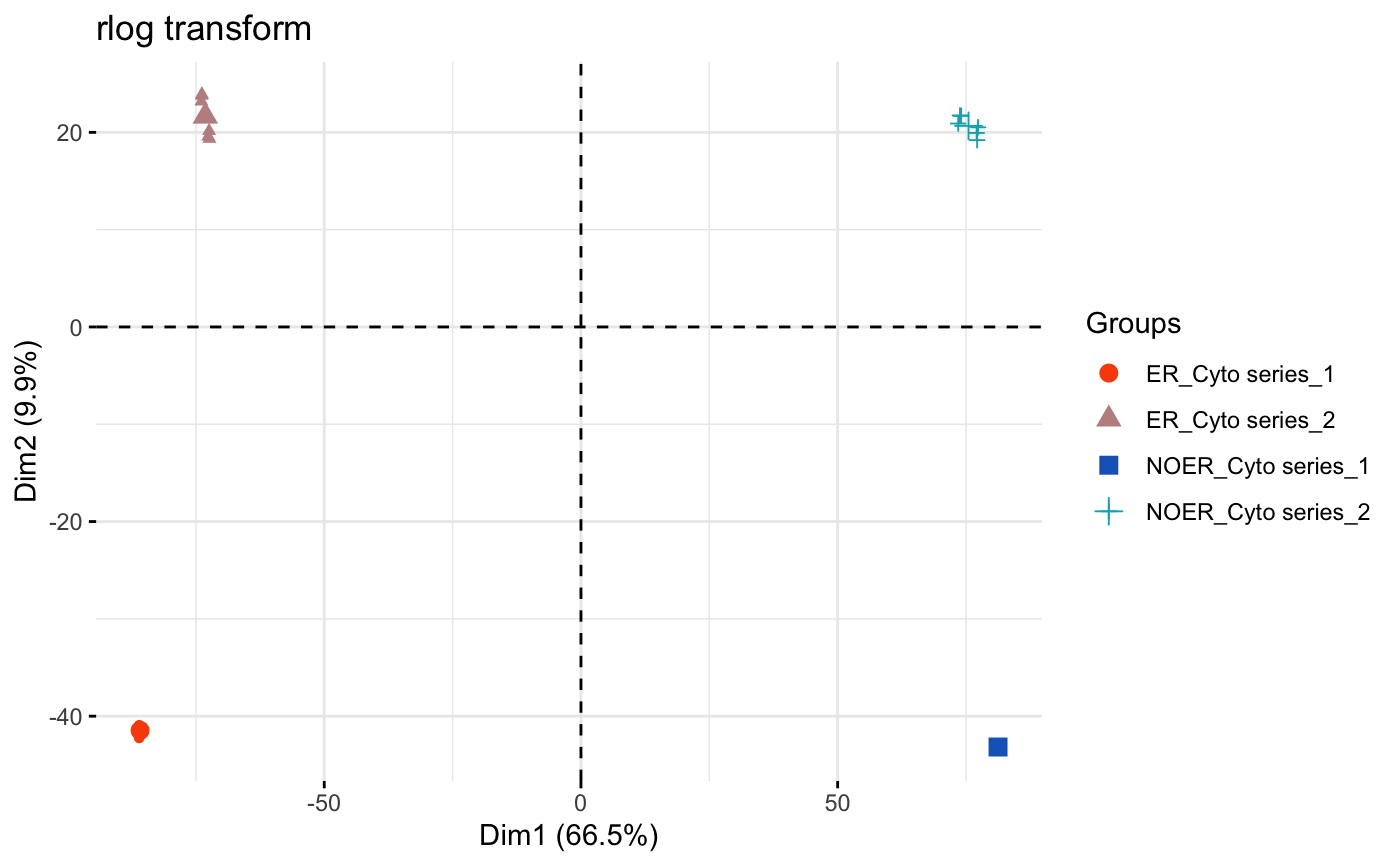 rlog transform
20
0
-20
-40
Dim2 (9.9%)
-50
0
50
Dim1 (66.5%)
Groups
ER_Cyto series_1
ER_Cyto series_2
NOER_Cyto series_1
NOER_Cyto series_2